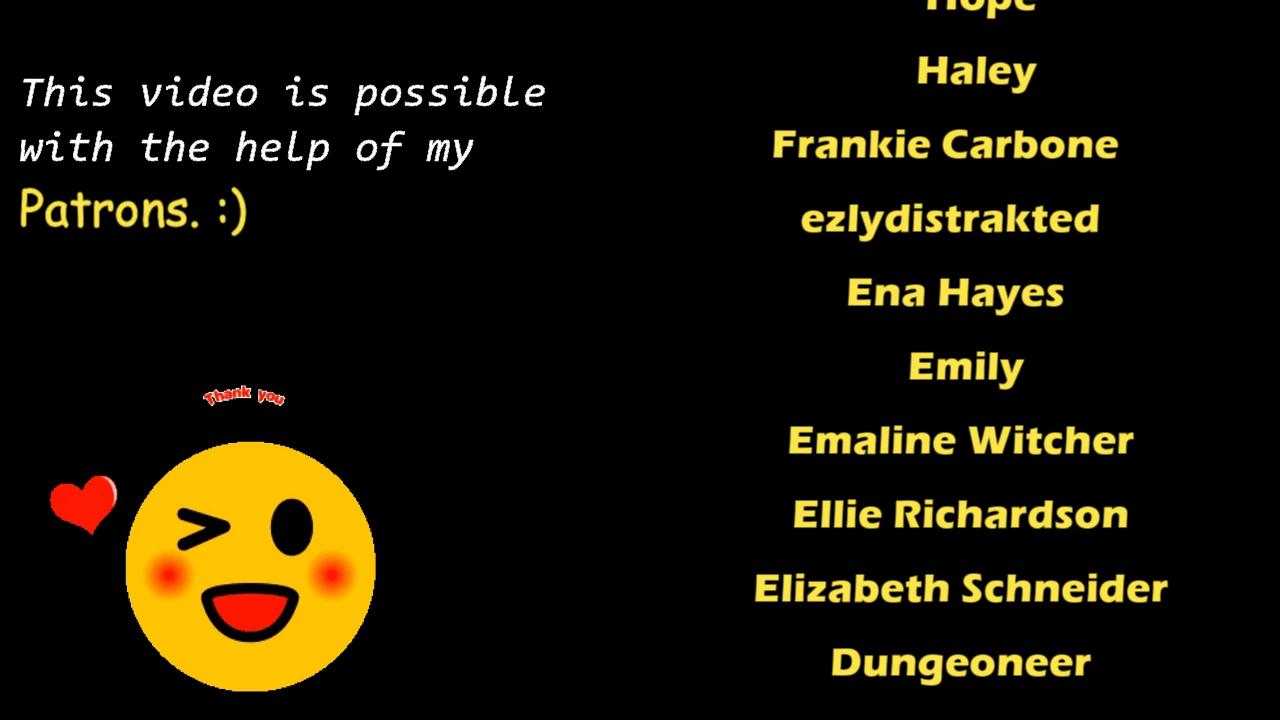 This video is possible
with the help of my
Patrons. :)
Thank you
Hope
Haley
Frankie Carbone
ezlydistrakted
Ena Hayes
Emily
Emaline Witcher
Ellie Richardson
Elizabeth Schneider
Dungeoneer